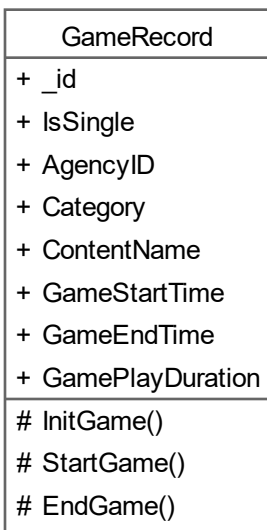 GameRecord
+ _id
+ IsSingle
+ AgencyID
+ Category
+ ContentName
+ GameStartTime
+ GameEndTime
+ GamePlayDuration
# InitGame()
# StartGame()
# EndGame()